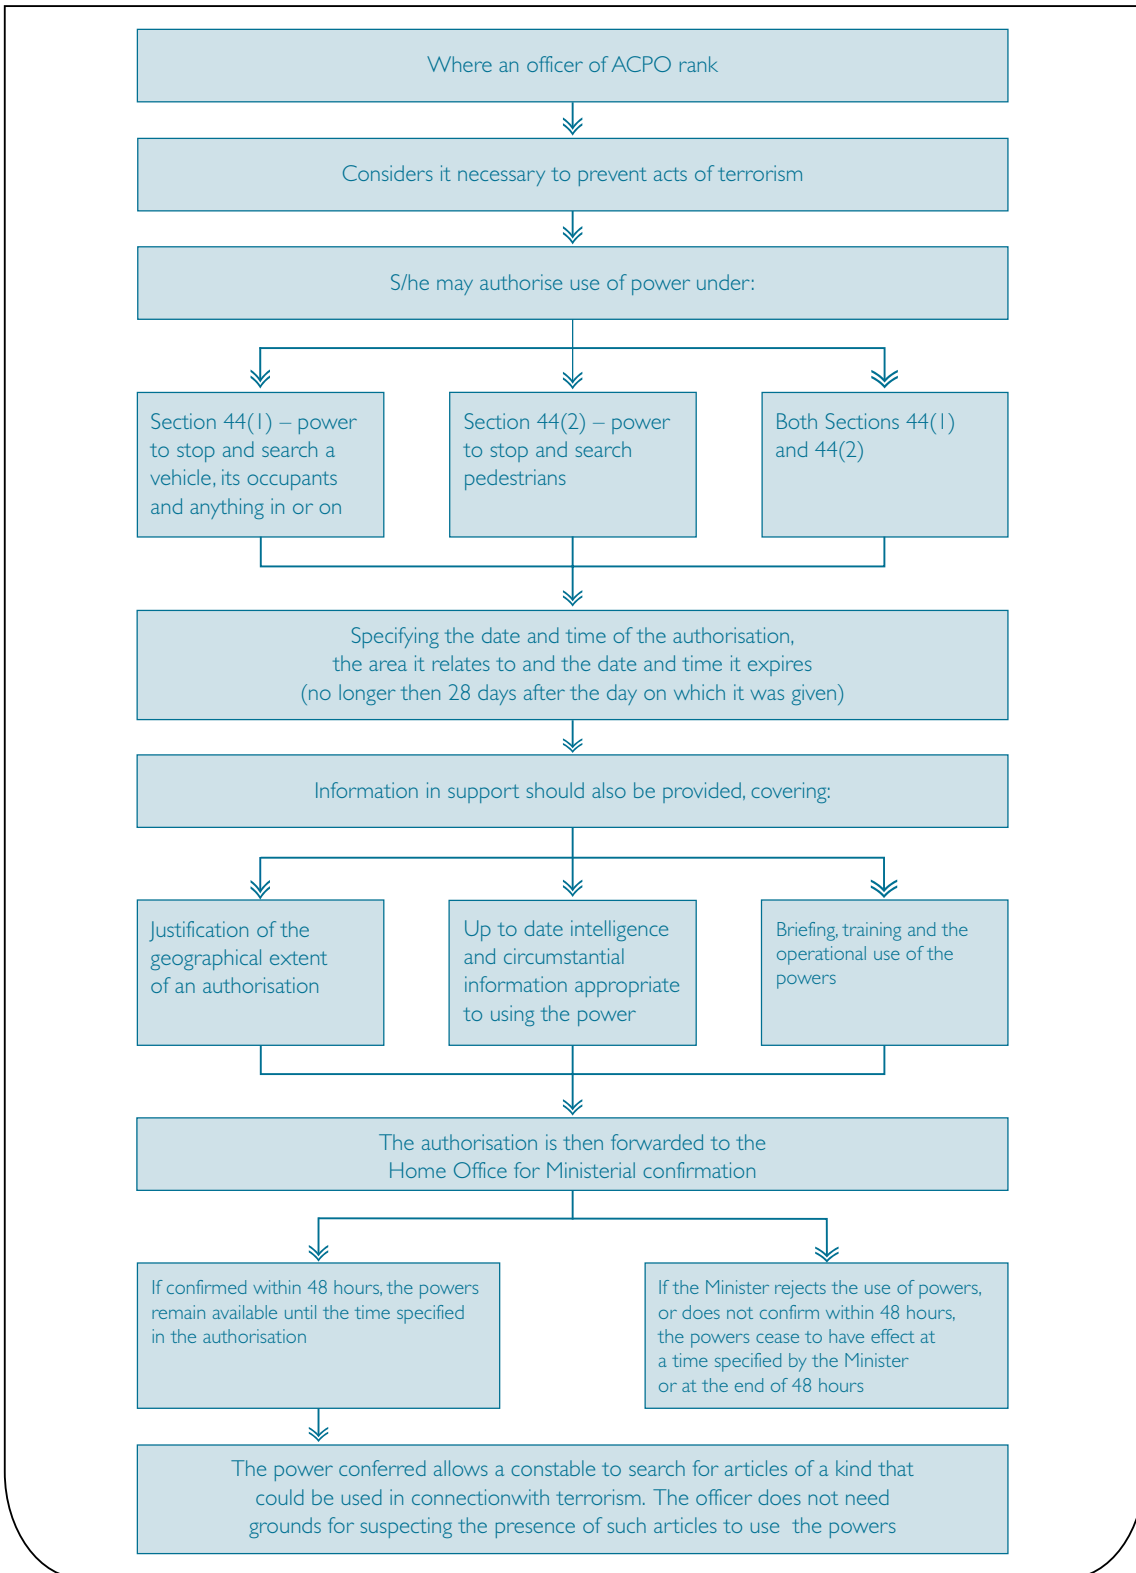 Where an officer of ACPO rank
Considers it necessary to prevent acts of terrorism
S/he may authorise use of power under:
Section 44(1) – power
to stop and search a
vehicle, its occupants
and anything in or on
Section 44(2) – power
to stop and search
pedestrians
Both Sections 44(1)
and 44(2)
Specifying the date and time of the authorisation,
the area it relates to and the date and time it expires
(no longer then 28 days after the day on which it was given)
Information in support should also be provided, covering:
Justification of the
geographical extent
of an authorisation
Up to date intelligence
and circumstantial
information appropriate
to using the power
Briefing, training and the
operational use of the
powers
The authorisation is then forwarded to the
Home Office for Ministerial confirmation
If confirmed within 48 hours, the powers
remain available until the time specified
in the authorisation
If the Minister rejects the use of powers,
or does not confirm within 48 hours,
the powers cease to have effect at
a time specified by the Minister
or at the end of 48 hours
The power conferred allows a constable to search for articles of a kind that
could be used in connectionwith terrorism. The officer does not need
grounds for suspecting the presence of such articles to use the powers